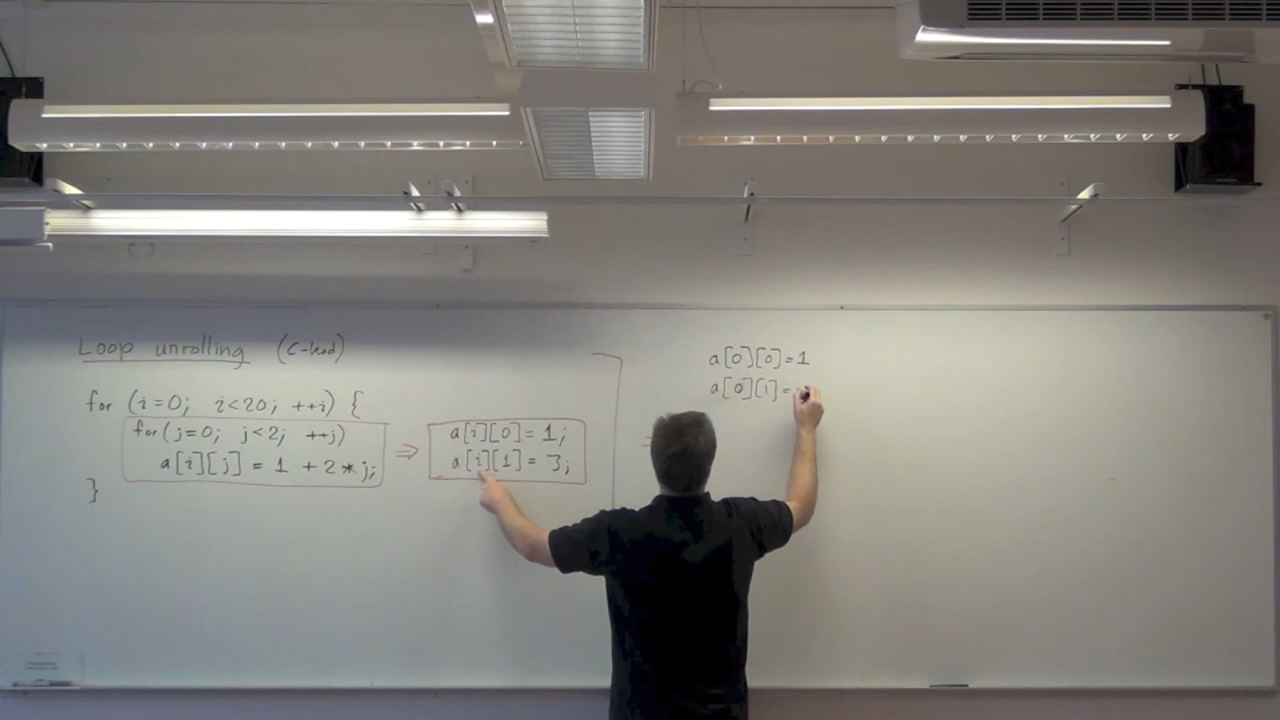 Loop unrolling (C-kod)
for (i=0; i<20; ++i) {
for(j=0; j<2; ++j)
a[i][j] = 1 + 2*j;
}
⇒
a[i][0] = 1;
a[i][1] = 3;
a[0][0]=1
a[0][1]=